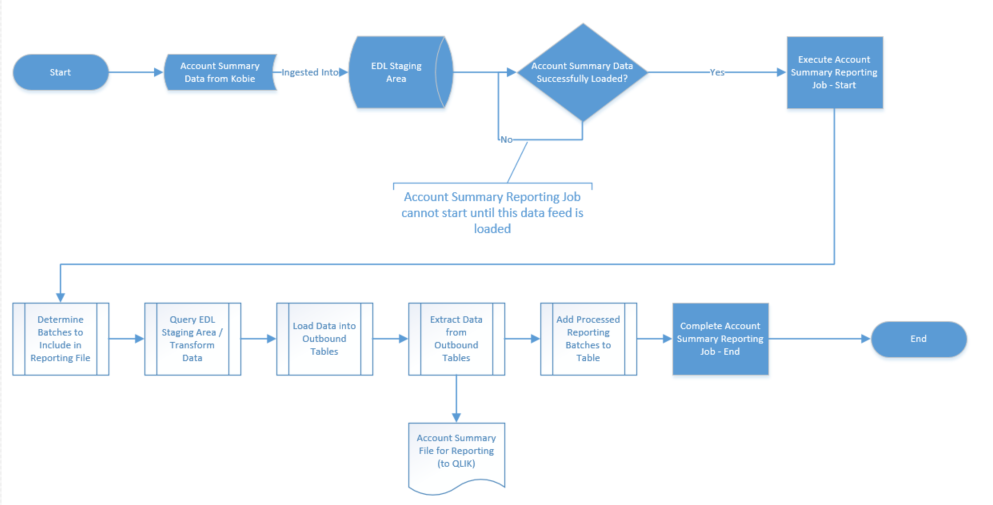 Start
Account Summary
Data from Kobie
Ingested Into
EDL Staging
Area
Account Summary Data
Successfully Loaded?
Yes
Execute Account
Summary Reporting
Job - Start
No
Account Summary Reporting Job
cannot start until this data feed is
loaded
Determine
Batches to
Include in
Reporting File
Query EDL
Staging Area /
Transform
Data
Load Data into
Outbound
Tables
Extract Data
from
Outbound
Tables
Add Processed
Reporting
Batches to
Table
Complete Account
Summary Reporting
Job - End
End
Account Summary
File for Reporting
(to QLIK)